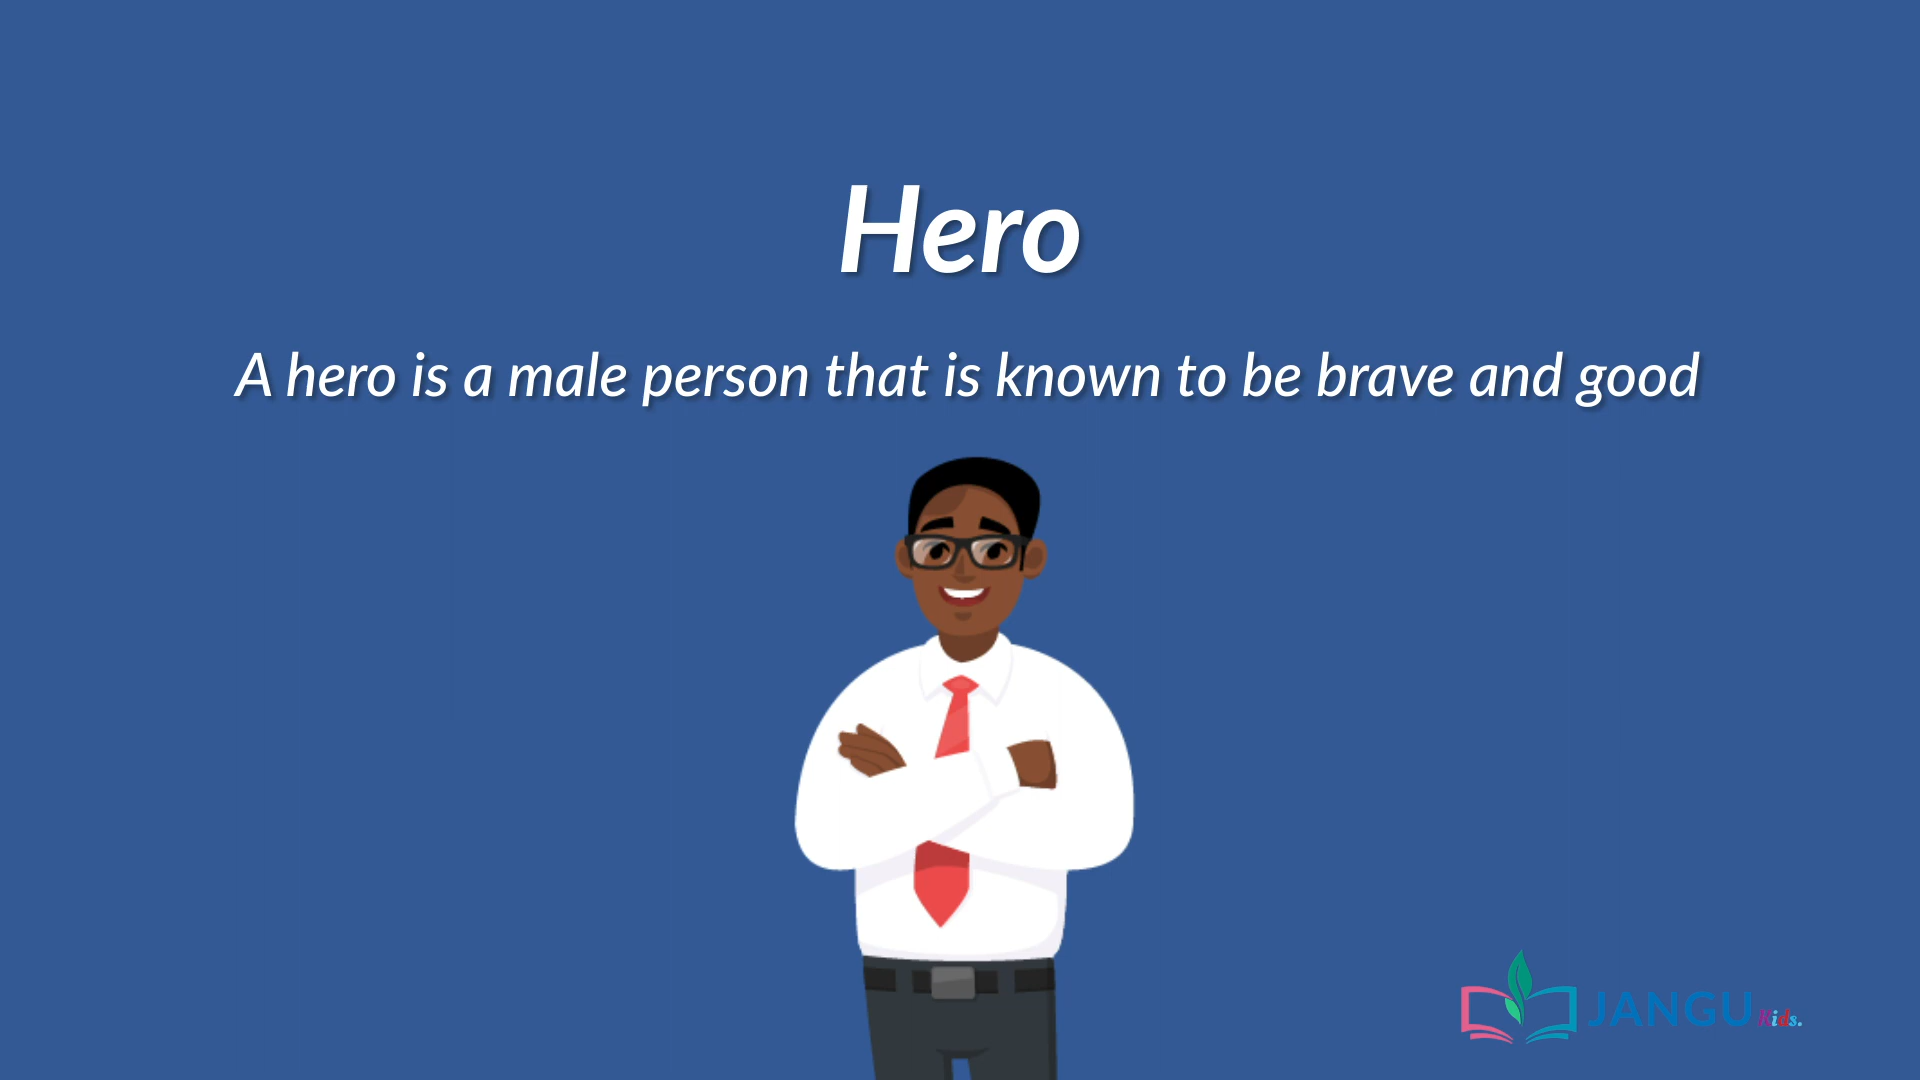 Hero
A hero is a male person that is known to be brave and good
JANGU Kids.